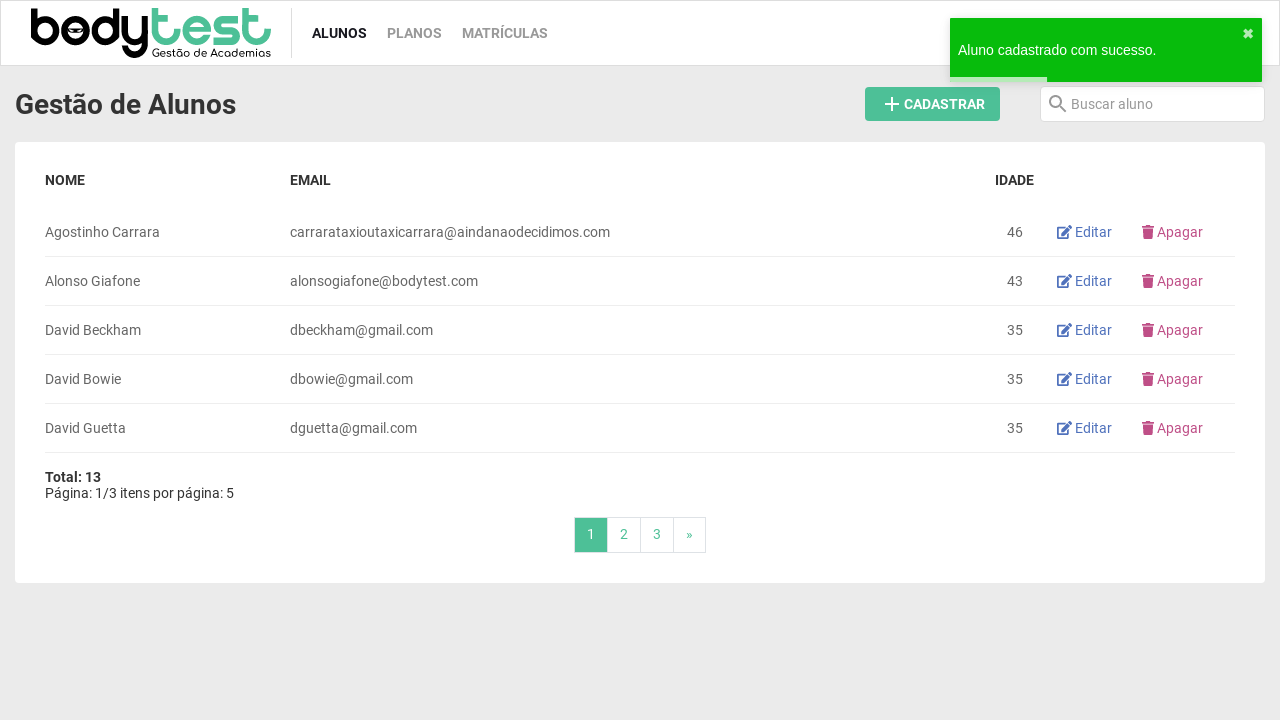 bodytest
Gestão de Academias
ALUNOS PLANOS MATRÍCULAS
Aluno cadastrado com sucesso. ✖
Gestão de Alunos
CADASTRAR
Buscar aluno
NOME EMAIL IDADE
Agostinho Carrara carrarataxioutaxicarrara@aindanaodecidimos.com 46 Editar Apagar
Alonso Giafone alonsogiafone@bodytest.com 43 Editar Apagar
David Beckham dbeckham@gmail.com 35 Editar Apagar
David Bowie dbowie@gmail.com 35 Editar Apagar
David Guetta dguetta@gmail.com 35 Editar Apagar
Total: 13
Página: 1/3 itens por página: 5
1 2 3 »